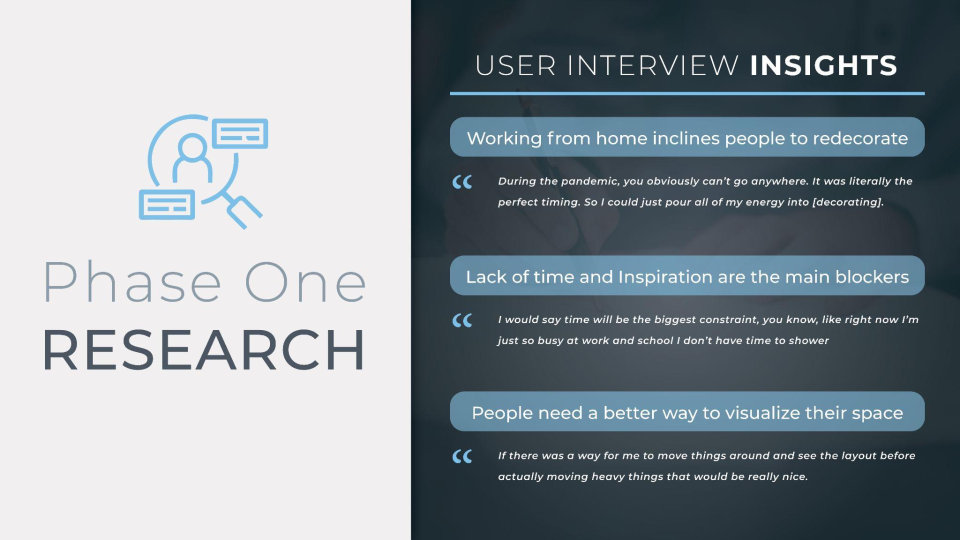 Phase One
RESEARCH
USER INTERVIEW INSIGHTS
Working from home inclines people to redecorate
“ During the pandemic, you obviously can’t go anywhere. It was literally the
perfect timing. So I could just pour all of my energy into [decorating].
Lack of time and Inspiration are the main blockers
“ I would say time will be the biggest constraint, you know, like right now I’m
just so busy at work and school I don’t have time to shower
People need a better way to visualize their space
“ If there was a way for me to move things around and see the layout before
actually moving heavy things that would be really nice.